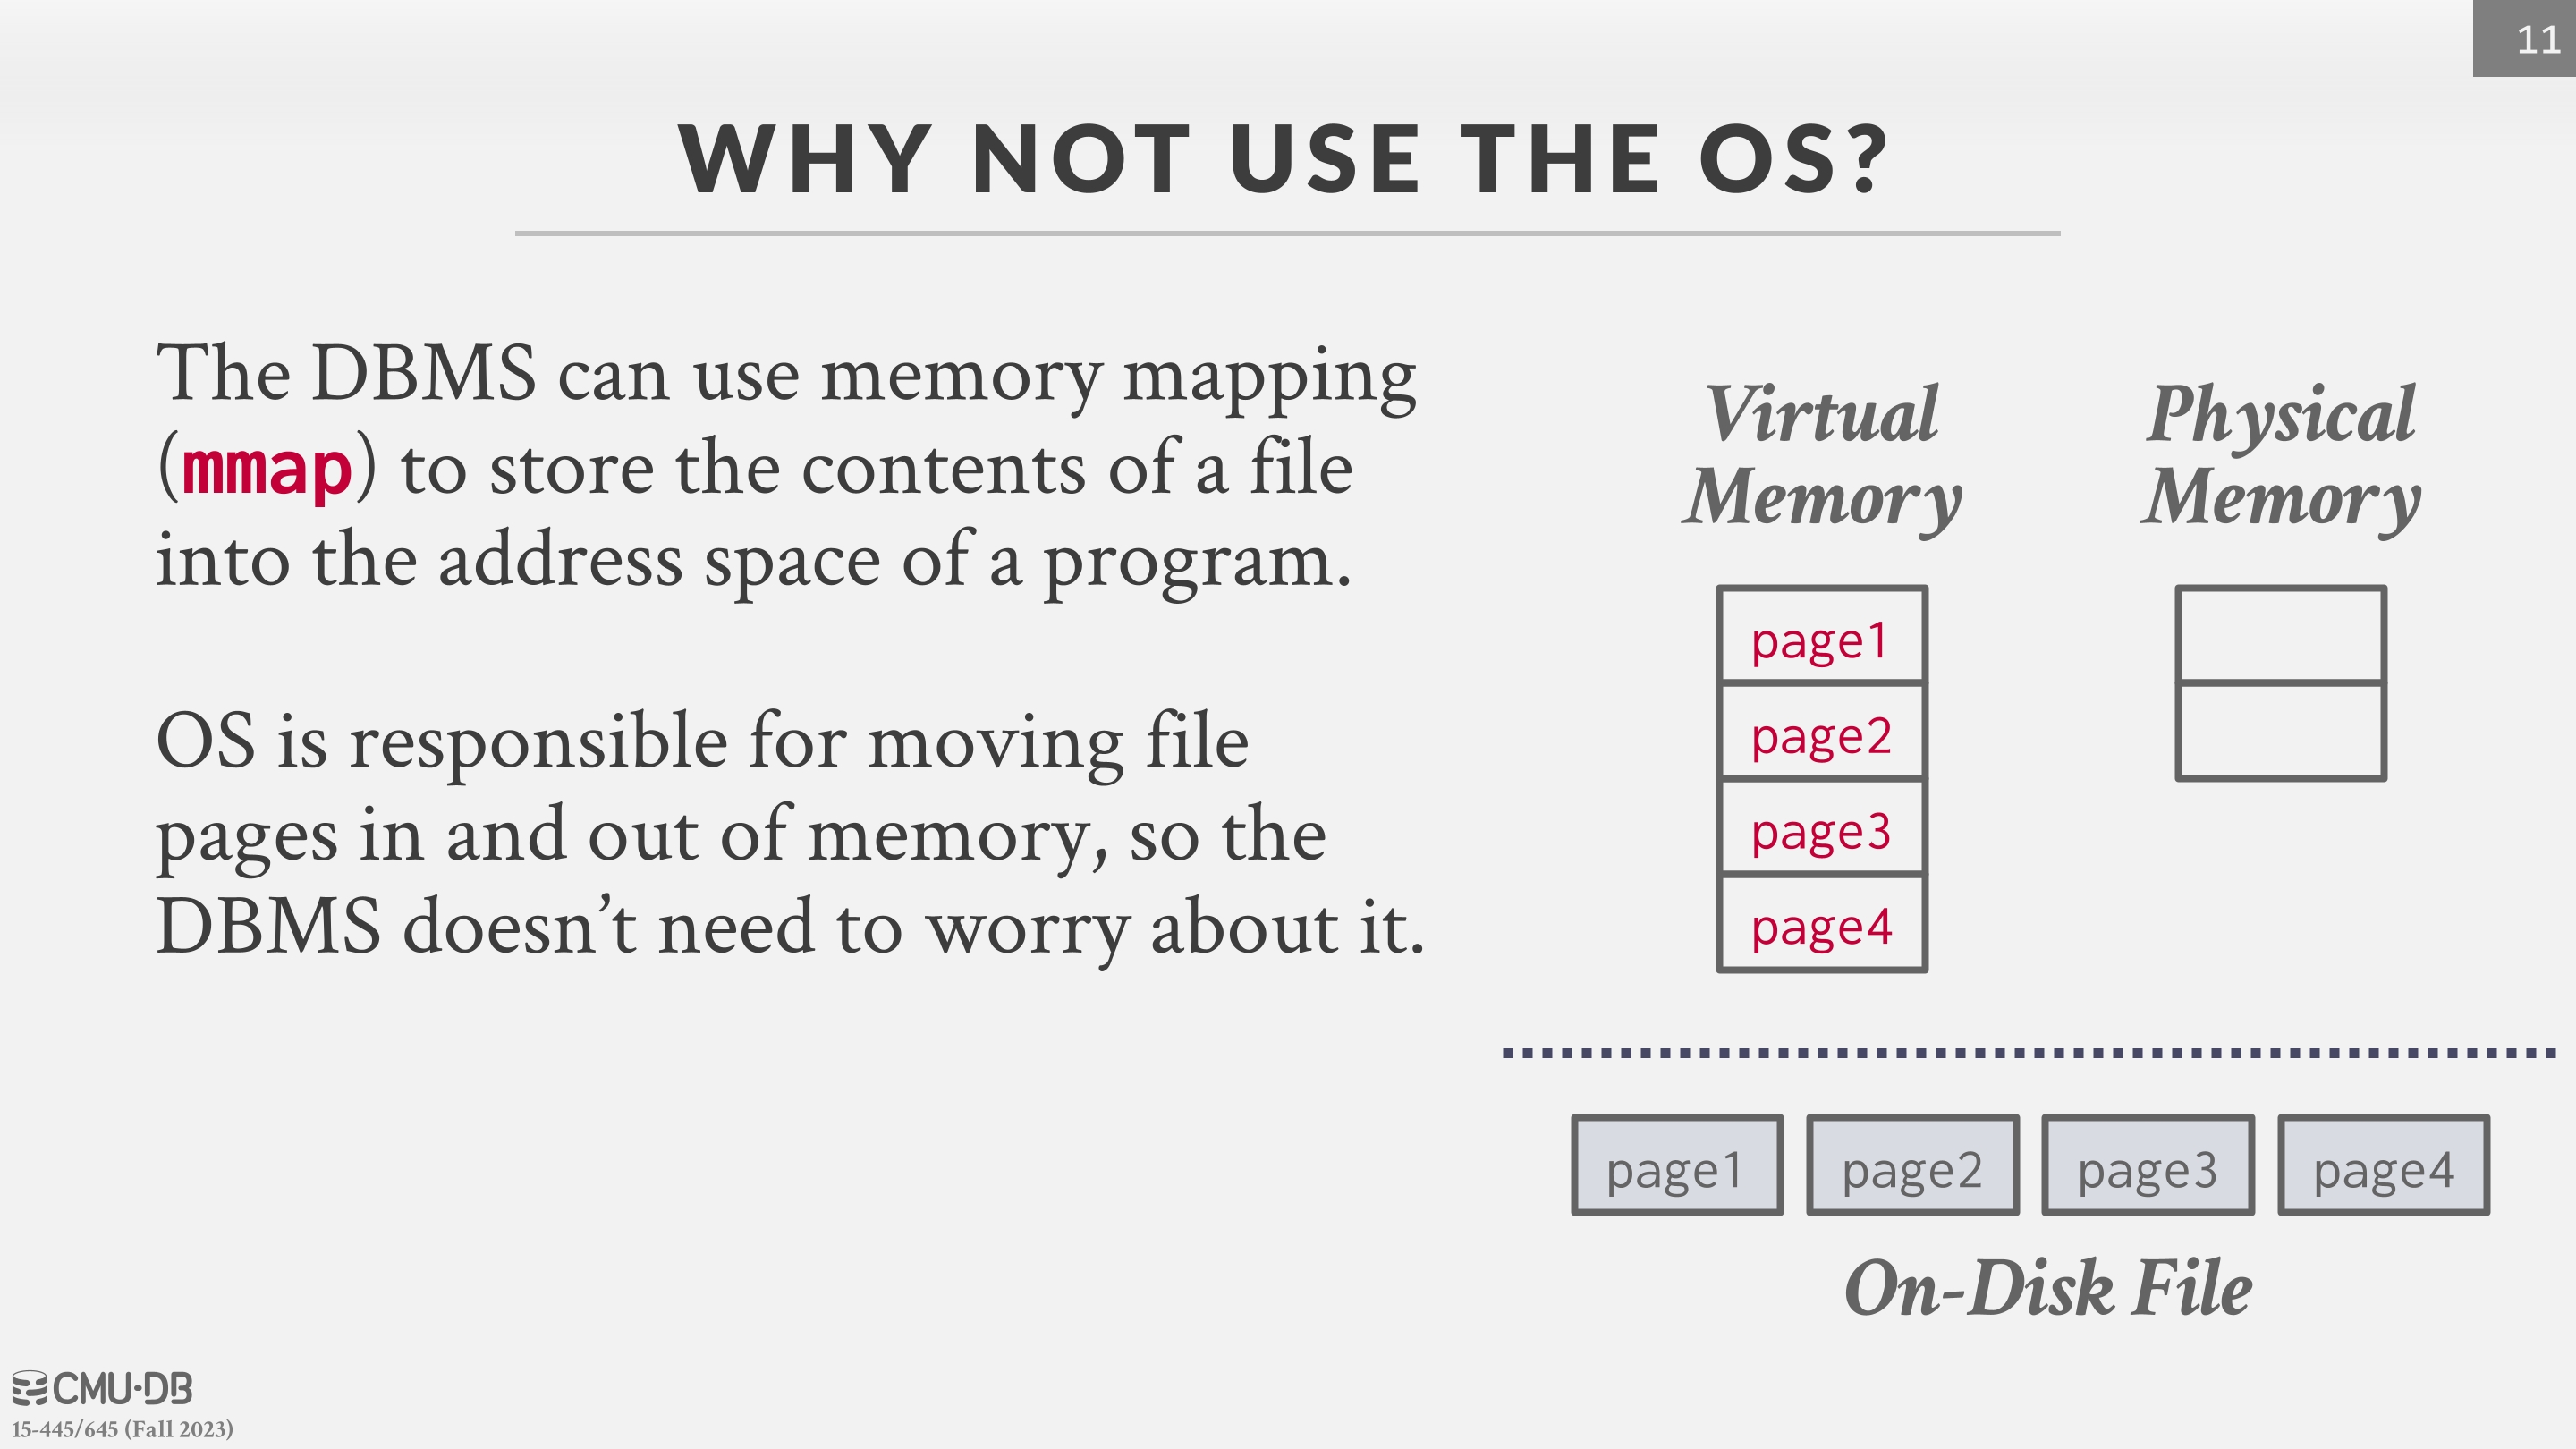 11
WHY NOT USE THE OS?
The DBMS can use memory mapping
(mmap) to store the contents of a file
into the address space of a program.
OS is responsible for moving file
pages in and out of memory, so the
DBMS doesn’t need to worry about it.
Virtual
Memory
page1
page2
page3
page4
Physical
Memory
page1 page2 page3 page4
On-Disk File
CMU·DB
15-445/645 (Fall 2023)